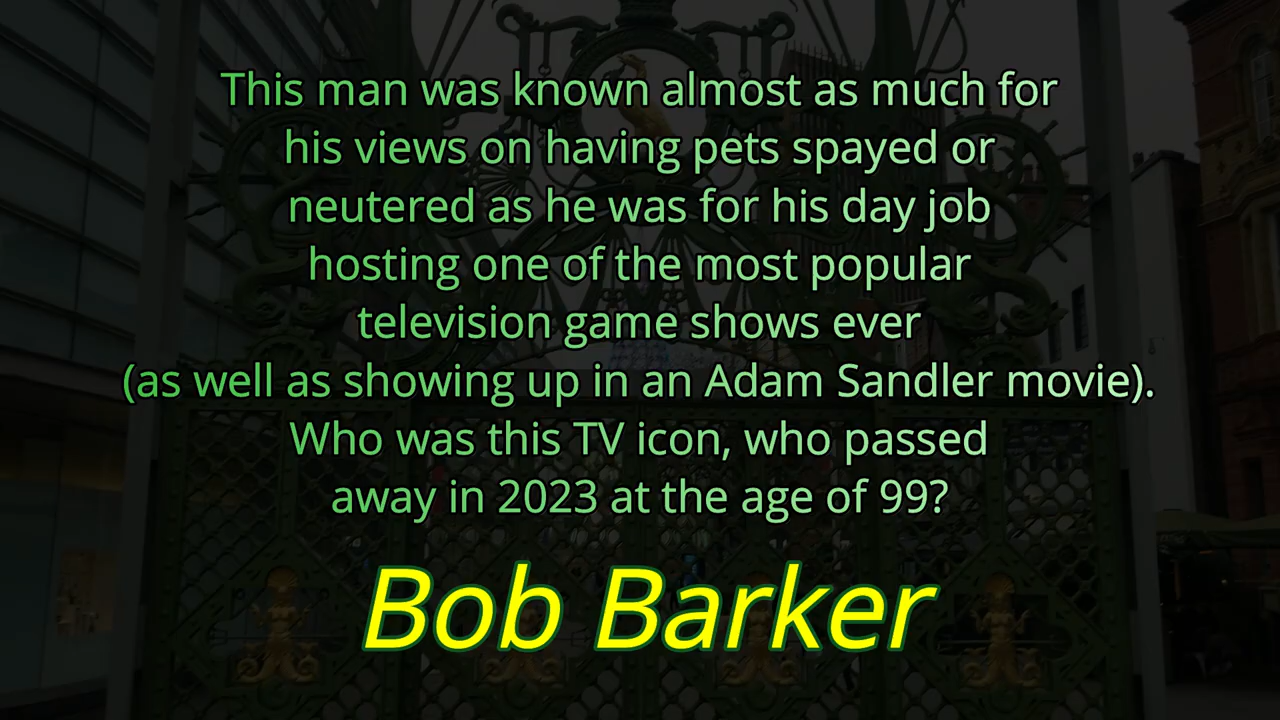 This man was known almost as much for
his views on having pets spayed or
neutered as he was for his day job
hosting one of the most popular
television game shows ever
(as well as showing up in an Adam Sandler movie).
Who was this TV icon, who passed
away in 2023 at the age of 99?
Bob Barker